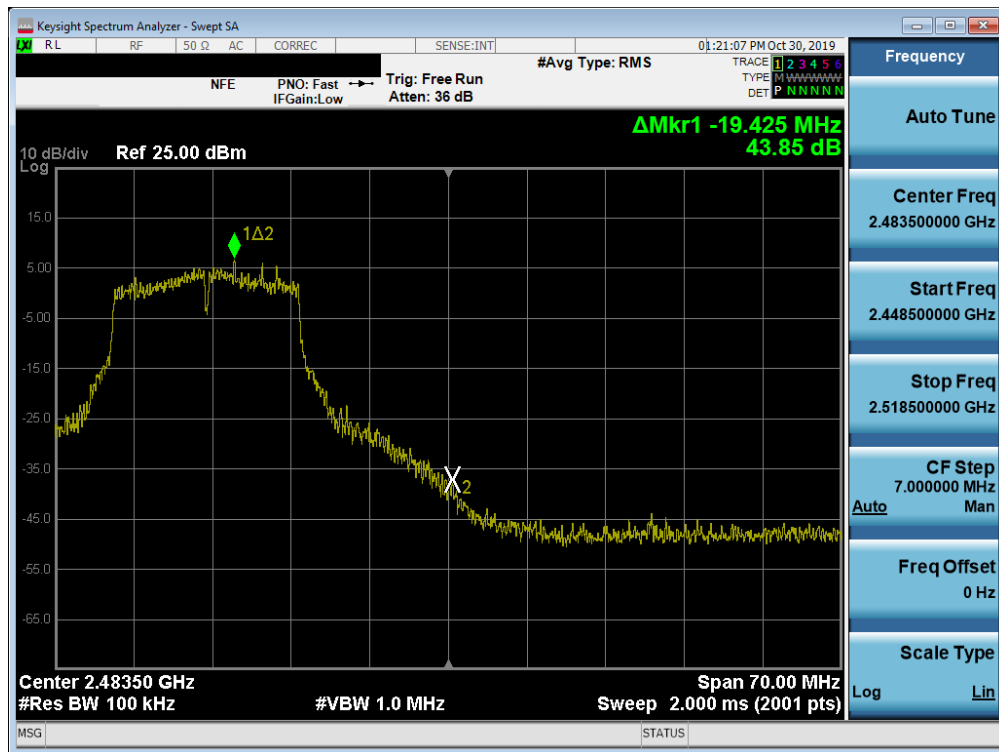 Keysight Spectrum Analyzer - Swept SA
LXI RL RF 50 Ω AC CORREC SENSE:INT 01:21:07 PM Oct 30, 2019
#Avg Type: RMS TRACE 1 2 3 4 5 6
NFE PNO: Fast Trig: Free Run TYPE M WWWWW
IFGain:Low Atten: 36 dB DET P N N N N N
ΔMkr1 -19.425 MHz
43.85 dB
10 dB/div Ref 25.00 dBm
Log
15.0
1Δ2
5.00
-5.00
-15.0
-25.0
-35.0
2
-45.0
-55.0
-65.0
Center 2.48350 GHz Span 70.00 MHz
#Res BW 100 kHz #VBW 1.0 MHz Sweep 2.000 ms (2001 pts)
MSG STATUS
Frequency
Auto Tune
Center Freq
2.483500000 GHz
Start Freq
2.448500000 GHz
Stop Freq
2.518500000 GHz
CF Step
7.000000 MHz
Auto Man
Freq Offset
0 Hz
Scale Type
Log Lin